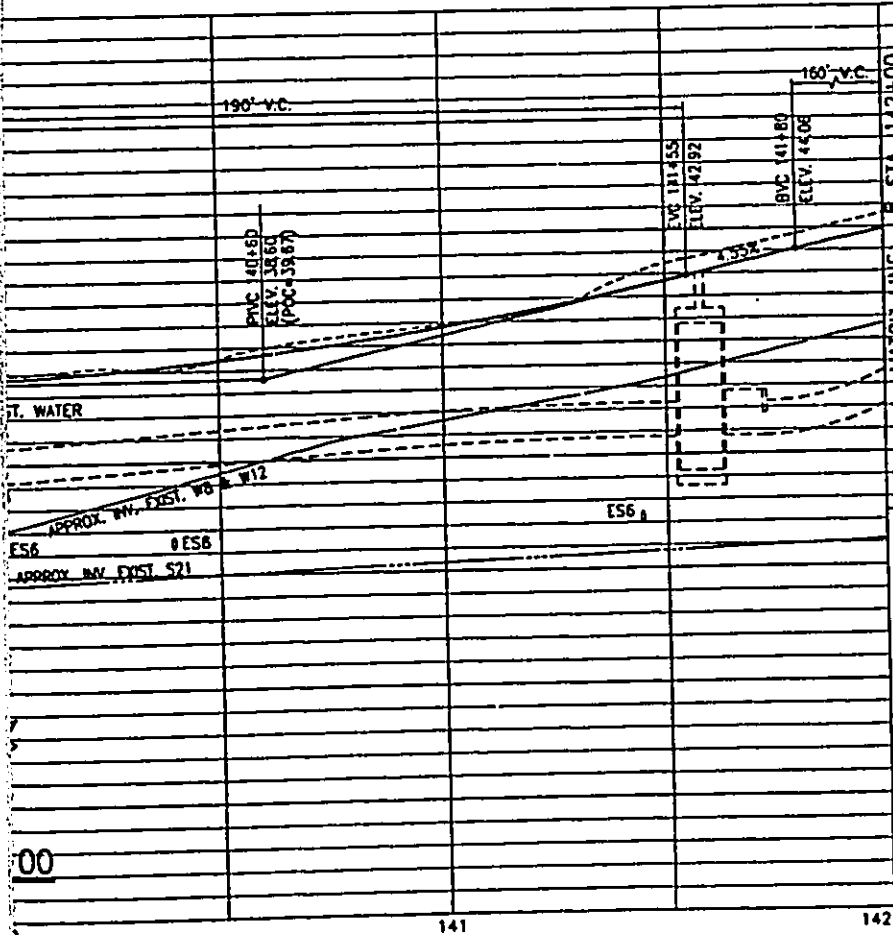 160' V.C.
190' V.C.
PIVC 140+60
ELEV. 38.60
(POC=39.67)
EVC 141+55
ELEV. 42.92
BVC 141+80
ELEV. 44.06
4.55%
T. WATER
APPROX. INV. EXIST. W8 & W12
ES6
ES6
ES6
APPROX INV EXIST. S21
00
141
142